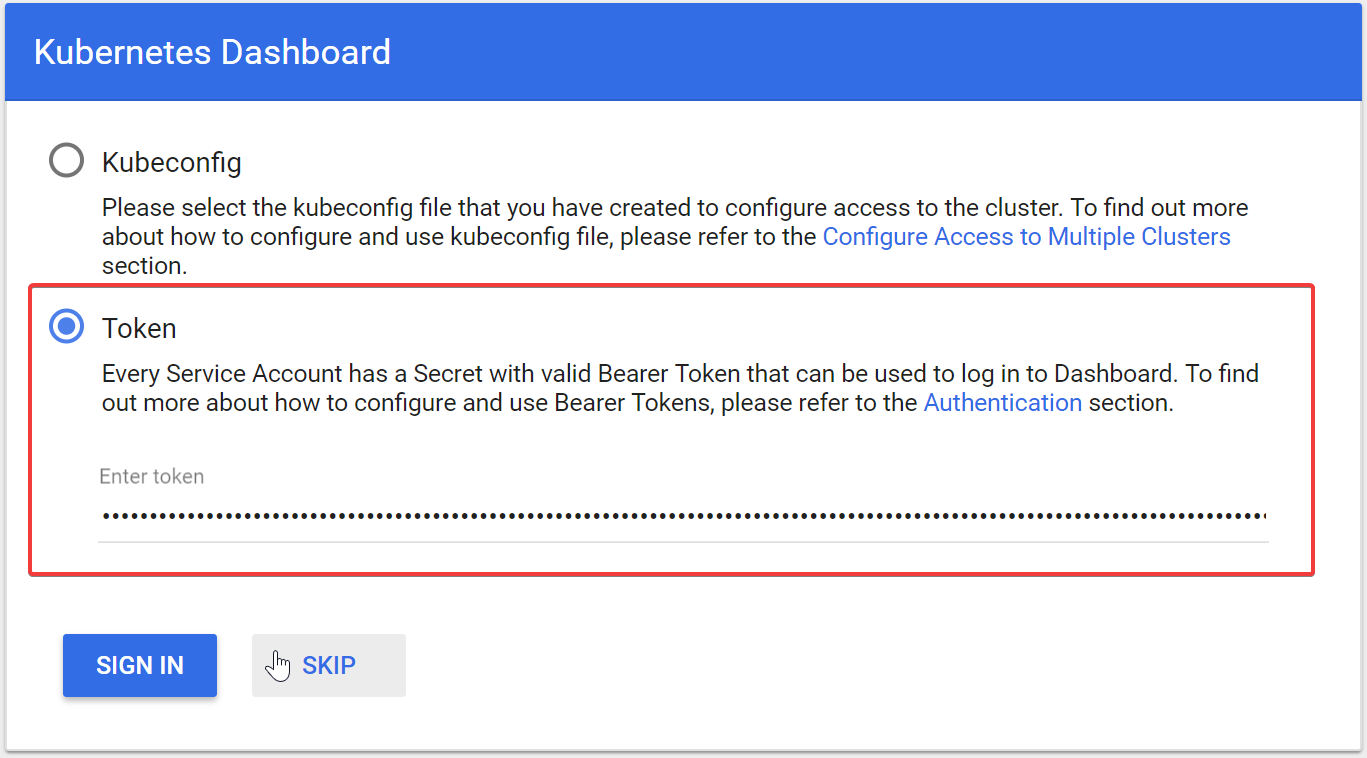 Kubernetes Dashboard
Kubeconfig
Please select the kubeconfig file that you have created to configure access to the cluster. To find out more
about how to configure and use kubeconfig file, please refer to the Configure Access to Multiple Clusters
section.
Token
Every Service Account has a Secret with valid Bearer Token that can be used to log in to Dashboard. To find
out more about how to configure and use Bearer Tokens, please refer to the Authentication section.
Enter token
SIGN IN
SKIP